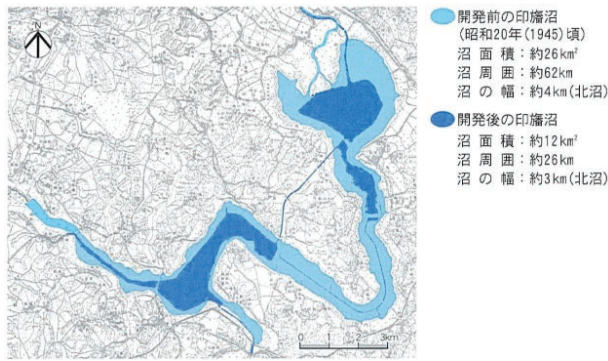 N
開発前の印旛沼
(昭和20年(1945)頃)
沼 面 積：約26km²
沼 周 囲：約62km
沼 の 幅：約4km(北沼)
開発後の印旛沼
沼 面 積：約12km²
沼 周 囲：約26km
沼 の 幅：約3km(北沼)
0 1 2 3km